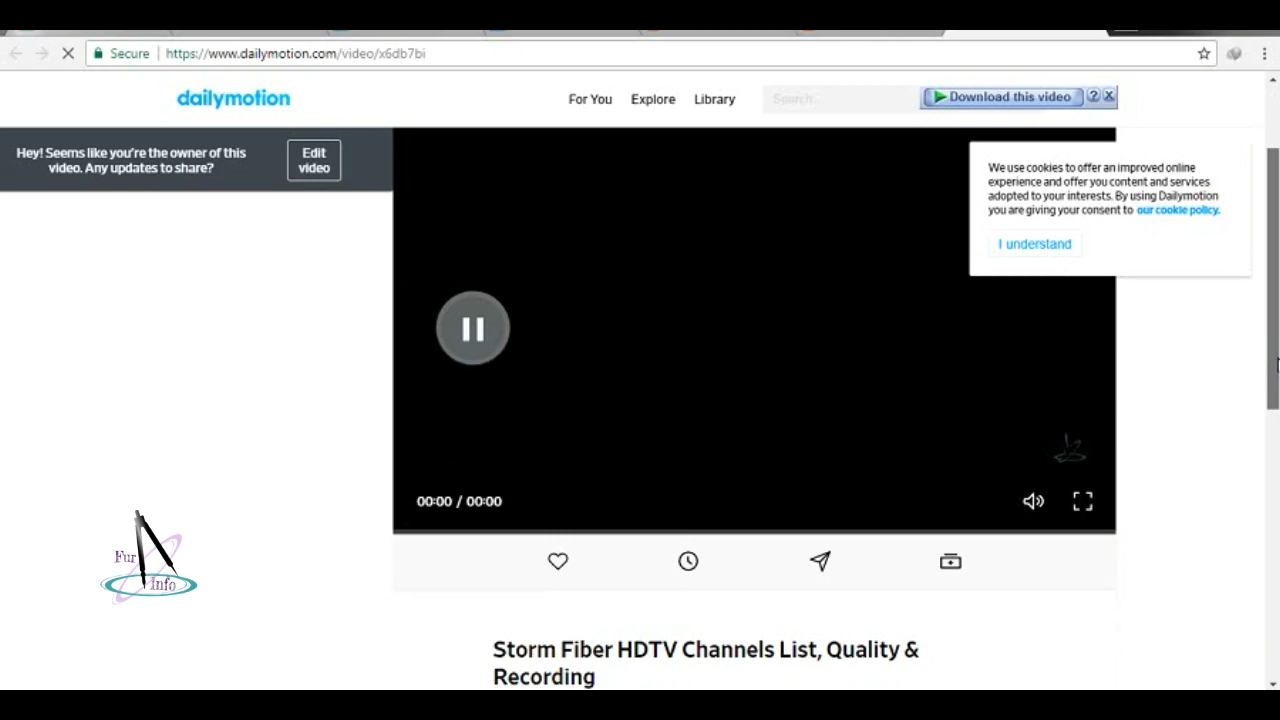 Secure
https://www.dailymotion.com/video/x6db7bi
dailymotion
For You
Explore
Library
Search...
Download this video
?
X
Hey! Seems like you're the owner of this
video. Any updates to share?
Edit
video
We use cookies to offer an improved online
experience and offer you content and services
adopted to your interests. By using Dailymotion
you are giving your consent to our cookie policy.
I understand
00:00 / 00:00
Fur
Info
Storm Fiber HDTV Channels List, Quality &
Recording